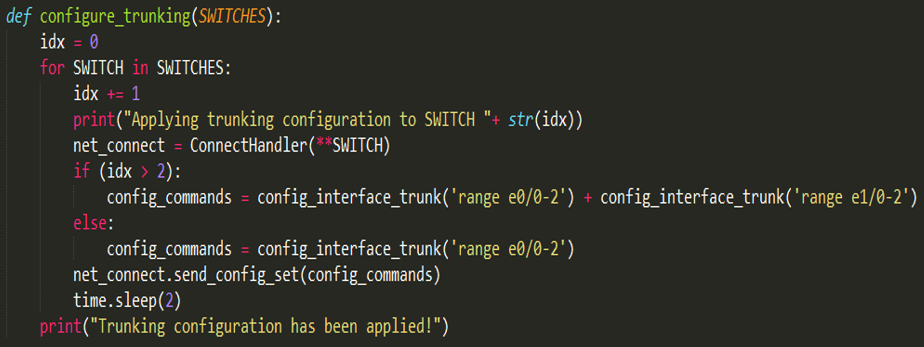 def configure_trunking(SWITCHES):
    idx = 0
    for SWITCH in SWITCHES:
        idx += 1
        print("Applying trunking configuration to SWITCH "+ str(idx))
        net_connect = ConnectHandler(**SWITCH)
        if (idx > 2):
            config_commands = config_interface_trunk('range e0/0-2') + config_interface_trunk('range e1/0-2')
        else:
            config_commands = config_interface_trunk('range e0/0-2')
        net_connect.send_config_set(config_commands)
        time.sleep(2)
    print("Trunking configuration has been applied!")